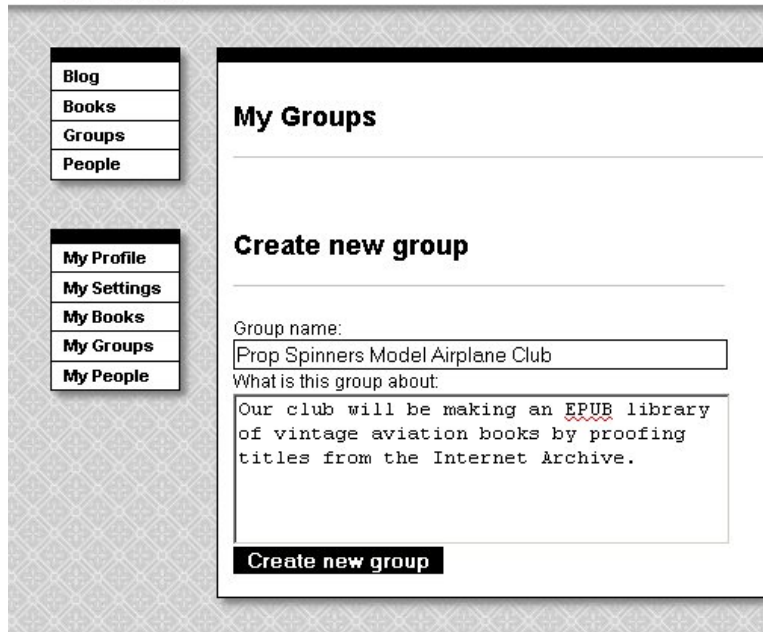 Blog
Books
Groups
People
My Profile
My Settings
My Books
My Groups
My People
My Groups
Create new group
Group name:
Prop Spinners Model Airplane Club
What is this group about:
Our club will be making an EPUB library
of vintage aviation books by proofing
titles from the Internet Archive.
Create new group